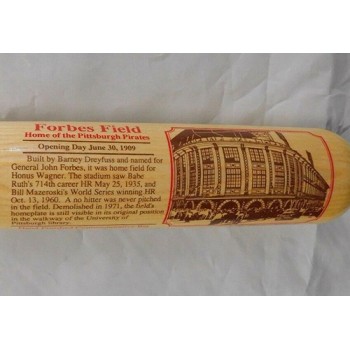 Forbes Field
Home of the Pittsburgh Pirates
Opening Day June 30, 1909
Built by Barney Dreyfuss and named for
General John Forbes, it was home field for
Honus Wagner. The stadium saw Babe
Ruth's 714th career HR May 25, 1935, and
Bill Mazeroski's World Series winning HR
Oct. 13, 1960. A no hitter was never pitched
in the field. Demolished in 1971, the field's
homeplate is still visible in its original position
in the walkway of the University of
Pittsburgh library.